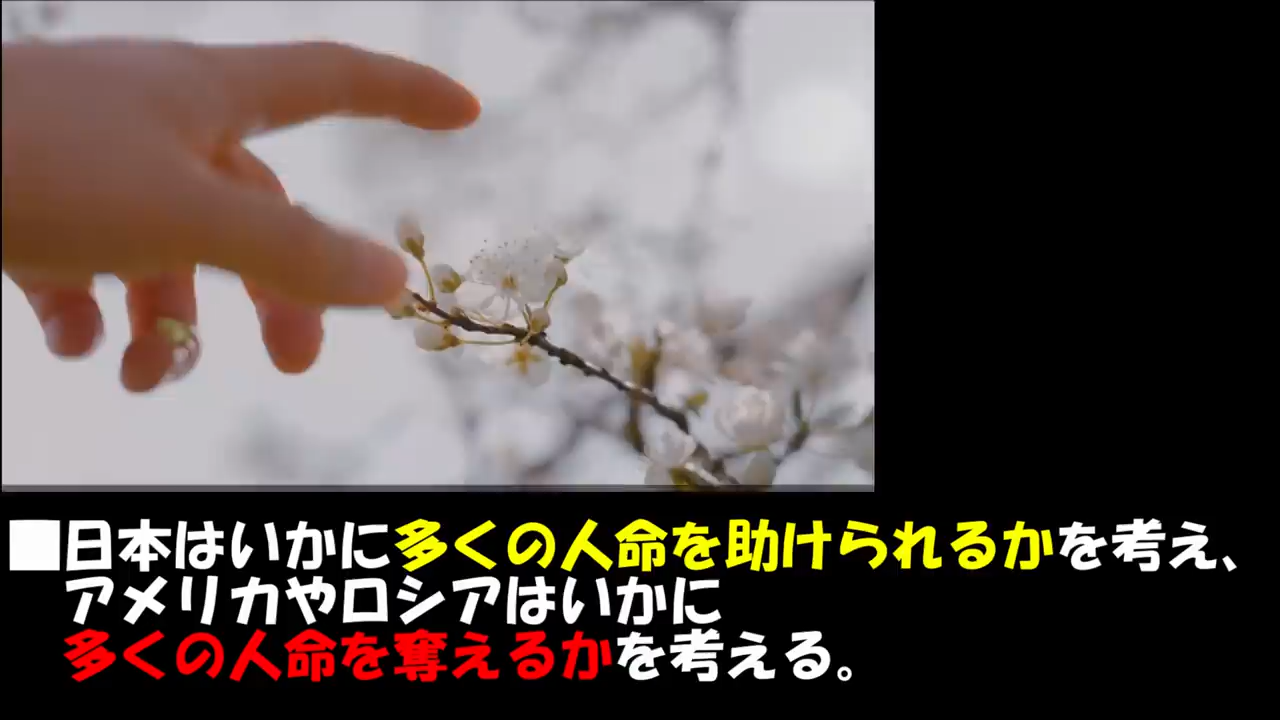 ■日本はいかに多くの人命を助けられるかを考え、
アメリカやロシアはいかに
多くの人命を奪えるかを考える。